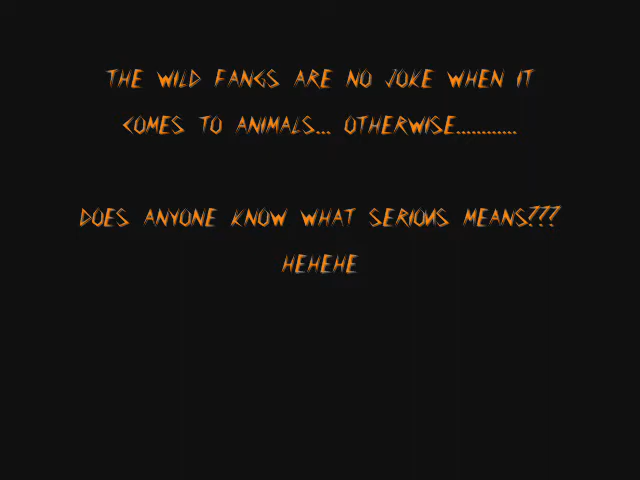 THE WILD FANGS ARE NO JOKE WHEN IT
COMES TO ANIMALS... OTHERWISE............
DOES ANYONE KNOW WHAT SERIOUS MEANS???
HEHEHE